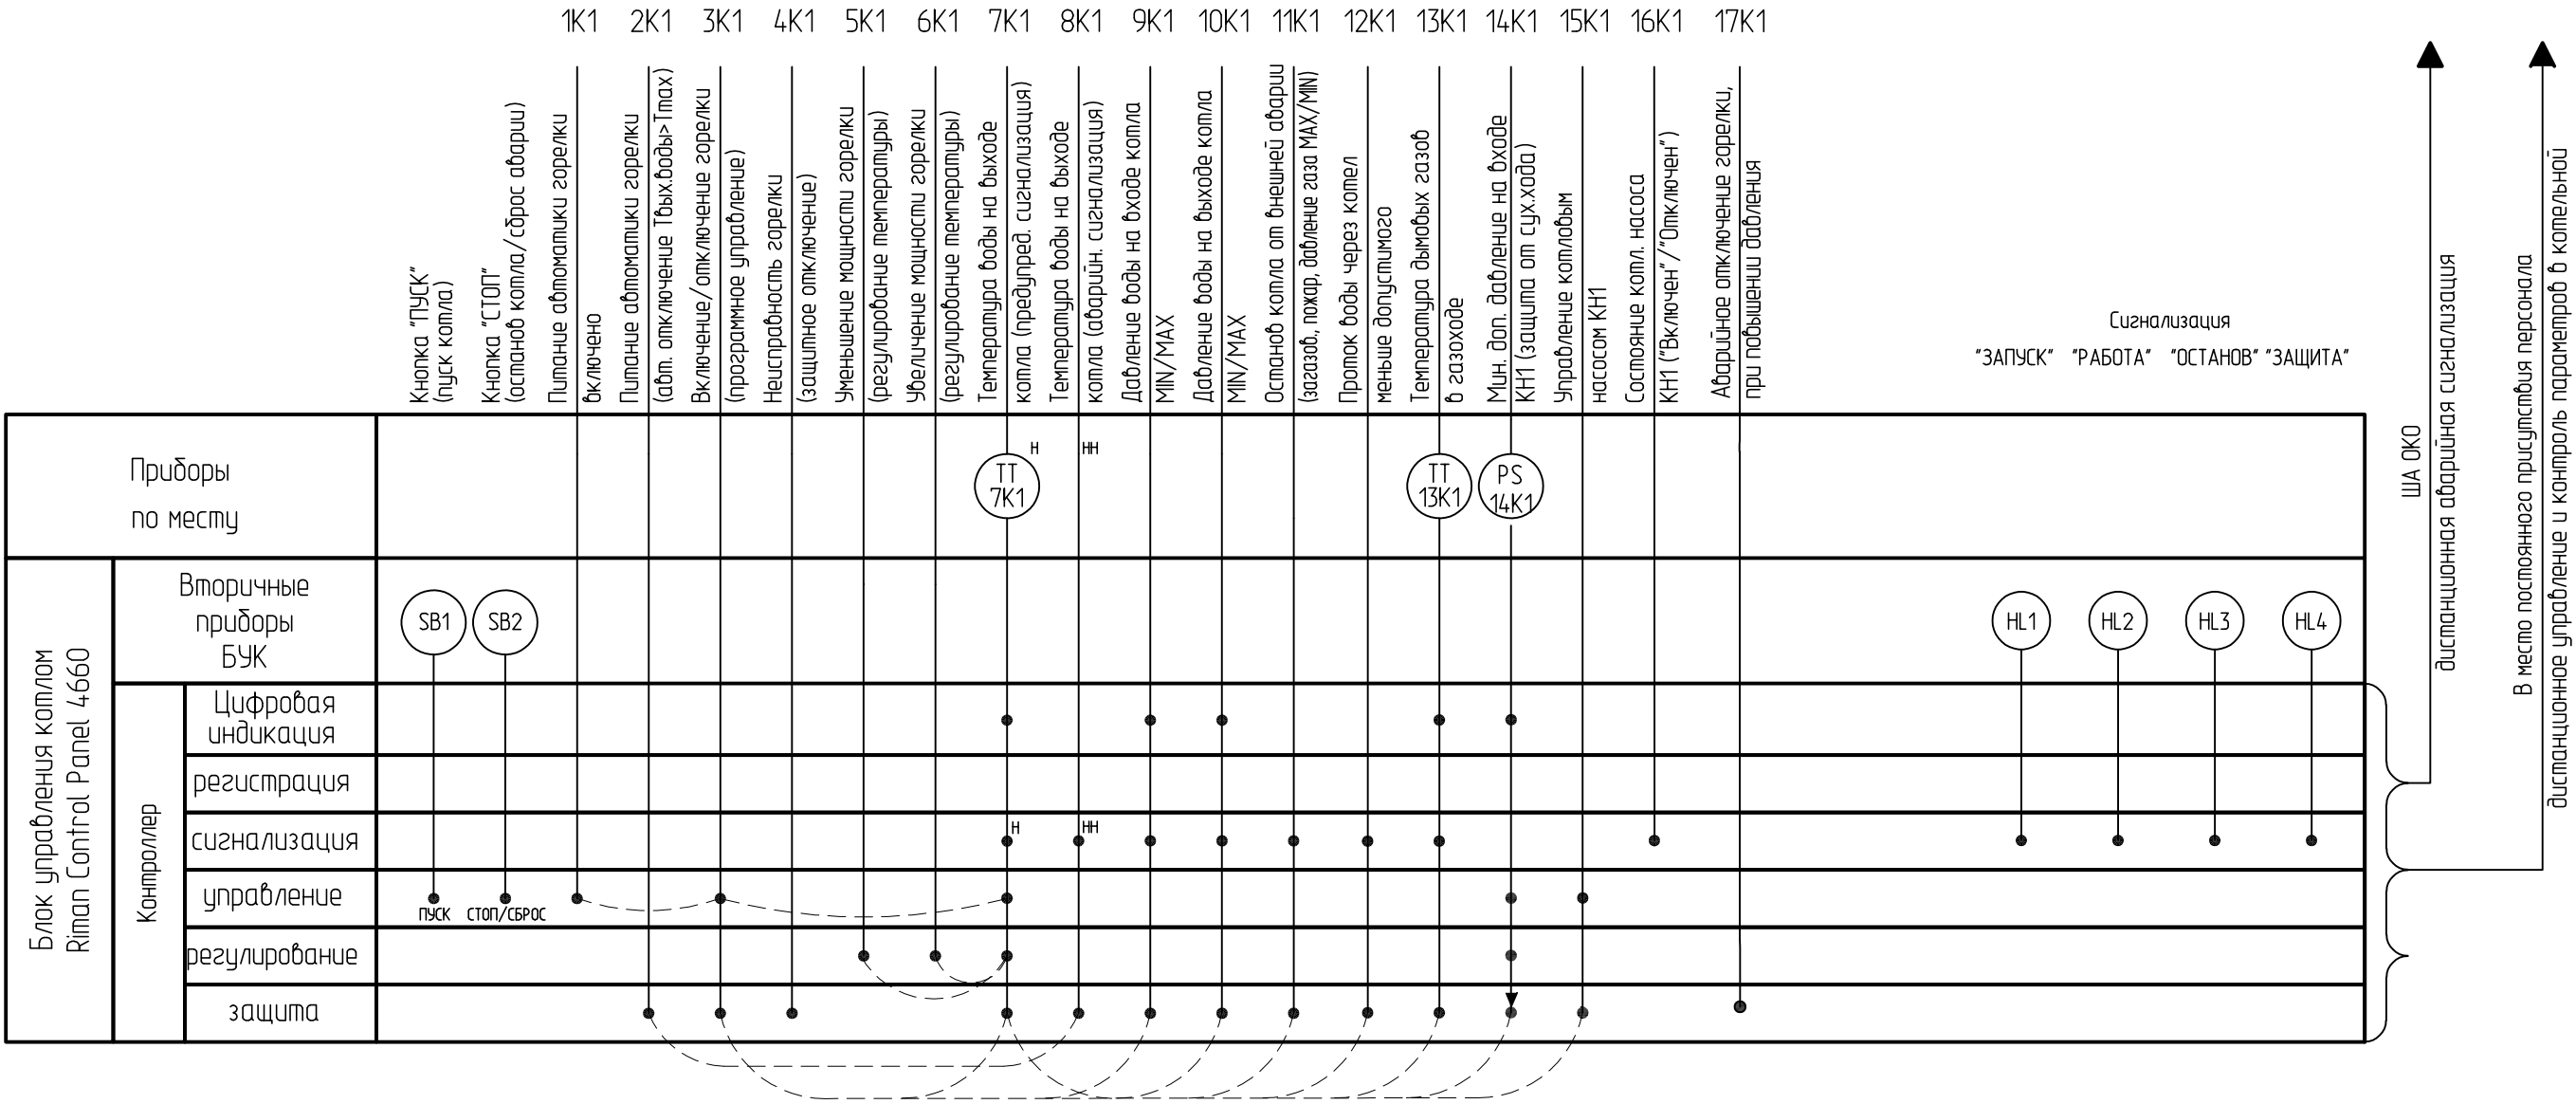 1К1 2К1 3К1 4К1 5К1 6К1 7К1 8К1 9К1 10К1 11К1 12К1 13К1 14К1 15К1 16К1 17К1
Кнопка "ПУСК"
(пуск котла)
Кнопка "СТОП"
(останов котла/сброс аварии)
Питание автоматики горелки
включено
Питание автоматики горелки
(авт. отключение Твых.воды>Тmax)
Включение/отключение горелки
(программное управление)
Неисправность горелки
(защитное отключение)
Уменьшение мощности горелки
(регулирование температуры)
Увеличение мощности горелки
(регулирование температуры)
Температура воды на выходе
котла (предупред. сигнализация)
Температура воды на выходе
котла (аварийн. сигнализация)
Давление воды на входе котла
MIN/MAX
Давление воды на выходе котла
MIN/MAX
Останов котла от внешней аварии
(загазов, пожар, давление газа MAX/MIN)
Проток воды через котел
меньше допустимого
Температура дымовых газов
в газоходе
Мин. доп. давление на входе
КН1 (защита от сух.хода)
Управление котловым
насосом КН1
Состояние котл. насоса
КН1 ("Включен"/"Отключен")
Аварийное отключение горелки,
при повышении давления
Сигнализация
"ЗАПУСК" "РАБОТА" "ОСТАНОВ" "ЗАЩИТА"
ША ОКО
дистанционная аварийная сигнализация
В место постоянного присутствия персонала
дистанционное управление и контроль параметров в котельной
Приборы
по месту
ТТ
7К1
Н
НН
ТТ
13К1
PS
14К1
Блок управления котлом
Riman Control Panel 4660
Вторичные
приборы
БУК
SB1 SB2 HL1 HL2 HL3 HL4
Контроллер
Цифровая
индикация
регистрация
сигнализация
Н НН
управление
ПУСК СТОП/СБРОС
регулирование
защита